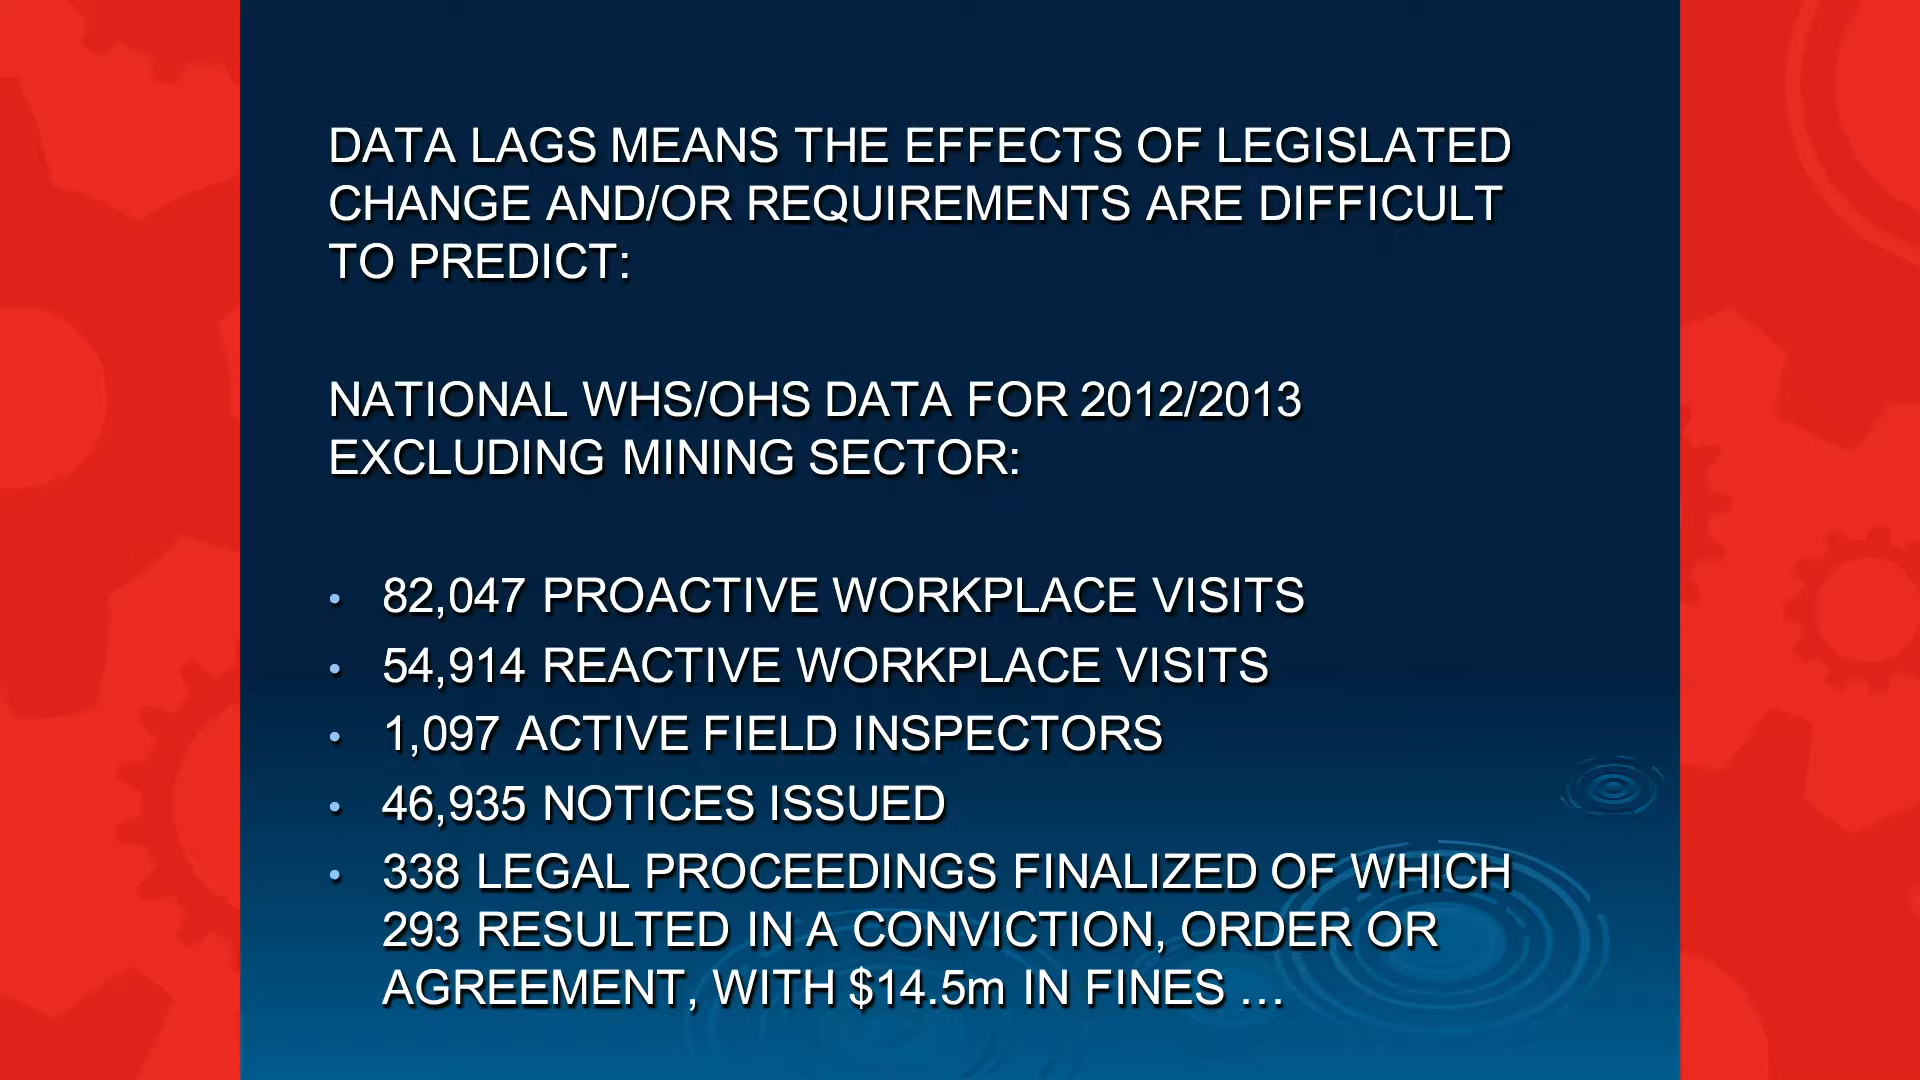 DATA LAGS MEANS THE EFFECTS OF LEGISLATED
CHANGE AND/OR REQUIREMENTS ARE DIFFICULT
TO PREDICT:
NATIONAL WHS/OHS DATA FOR 2012/2013
EXCLUDING MINING SECTOR:
• 82,047 PROACTIVE WORKPLACE VISITS
• 54,914 REACTIVE WORKPLACE VISITS
• 1,097 ACTIVE FIELD INSPECTORS
• 46,935 NOTICES ISSUED
• 338 LEGAL PROCEEDINGS FINALIZED OF WHICH
293 RESULTED IN A CONVICTION, ORDER OR
AGREEMENT, WITH $14.5m IN FINES …